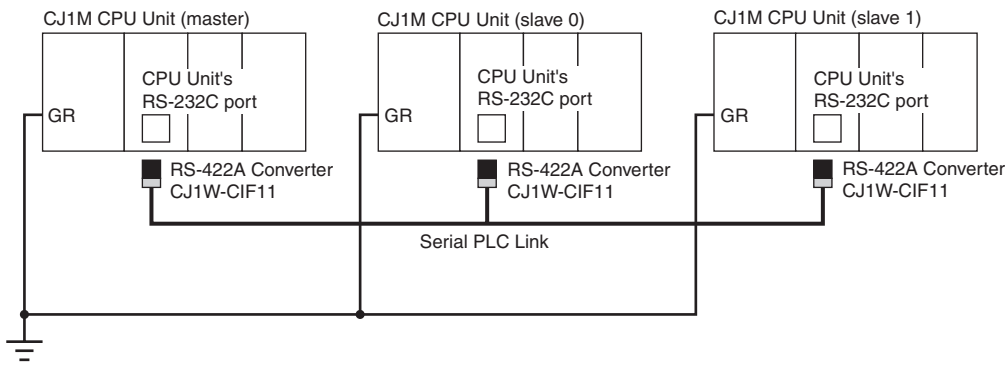 CJ1M CPU Unit (master)
CPU Unit's
RS-232C port
GR
RS-422A Converter
CJ1W-CIF11
CJ1M CPU Unit (slave 0)
CPU Unit's
RS-232C port
GR
RS-422A Converter
CJ1W-CIF11
CJ1M CPU Unit (slave 1)
CPU Unit's
RS-232C port
GR
RS-422A Converter
CJ1W-CIF11
Serial PLC Link